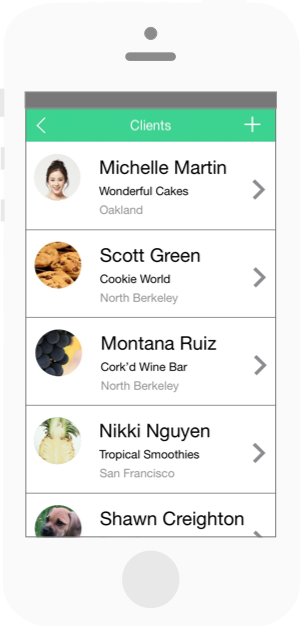 Clients
Michelle Martin
Wonderful Cakes
Oakland
Scott Green
Cookie World
North Berkeley
Montana Ruiz
Cork'd Wine Bar
North Berkeley
Nikki Nguyen
Tropical Smoothies
San Francisco
Shawn Creighton